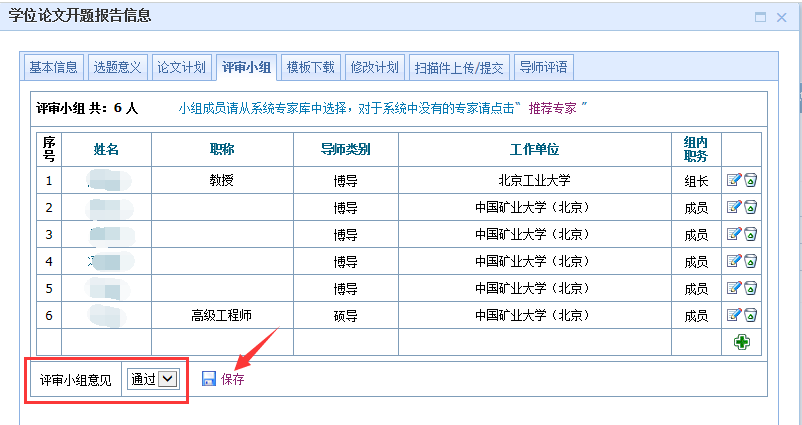 学位论文开题报告信息
基本信息 选题意义 论文计划 评审小组 模板下载 修改计划 扫描件上传/提交 导师评语
评审小组 共：6 人 小组成员请从系统专家库中选择，对于系统中没有的专家请点击“ 推荐专家 ”
序号 姓名 职称 导师类别 工作单位 组内职务
1 教授 博导 北京工业大学 组长
2 博导 中国矿业大学（北京） 成员
3 博导 中国矿业大学（北京） 成员
4 博导 中国矿业大学（北京） 成员
5 博导 中国矿业大学（北京） 成员
6 高级工程师 硕导 中国矿业大学（北京） 成员
评审小组意见 通过 保存